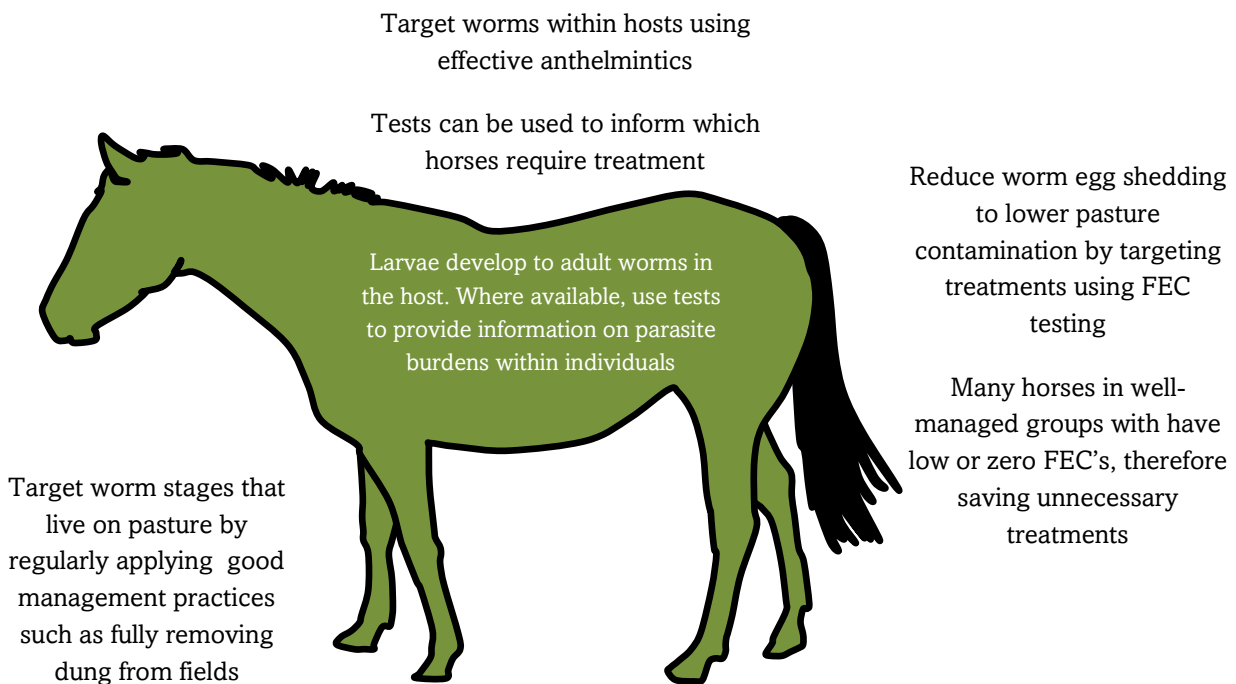 Target worms within hosts using
effective anthelmintics
Tests can be used to inform which
horses require treatment
Reduce worm egg shedding
to lower pasture
contamination by targeting
treatments using FEC
testing
Larvae develop to adult worms in
the host. Where available, use tests
to provide information on parasite
burdens within individuals
Many horses in well-
managed groups with have
low or zero FEC’s, therefore
saving unnecessary
treatments
Target worm stages that
live on pasture by
regularly applying  good
management practices
such as fully removing
dung from fields